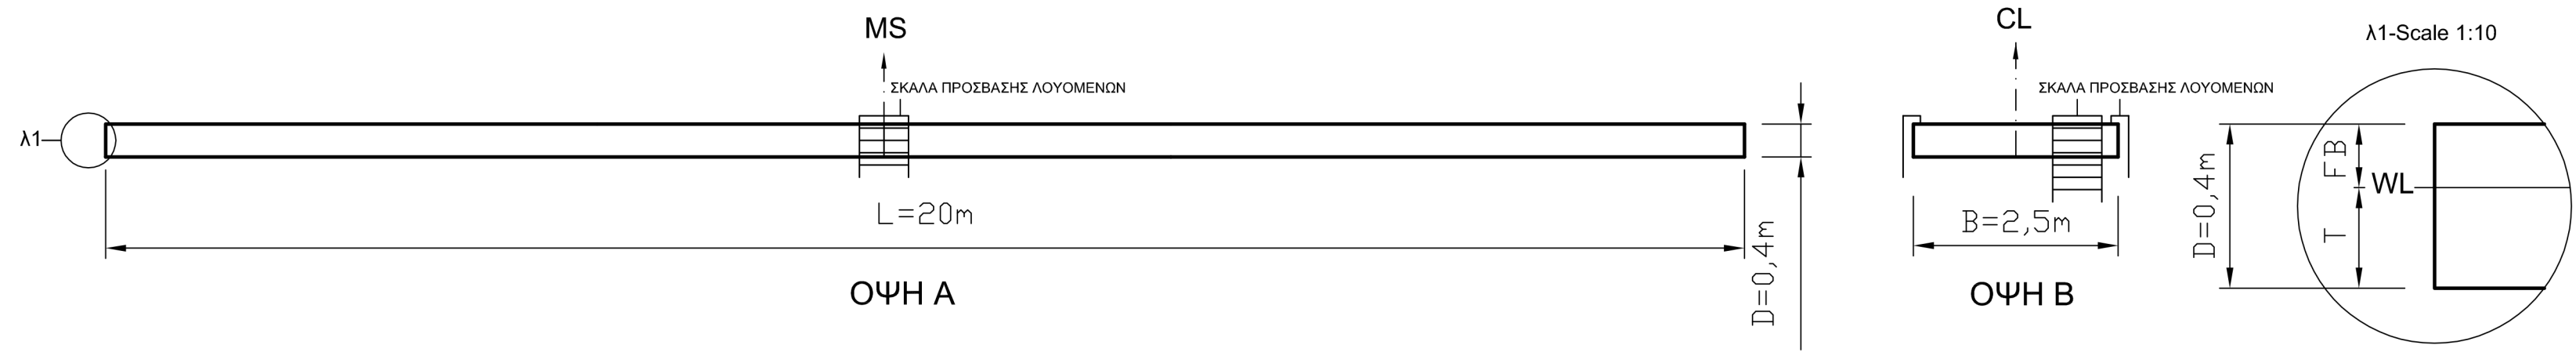 MS
ΣΚΑΛΑ ΠΡΟΣΒΑΣΗΣ ΛΟΥΟΜΕΝΩΝ
λ1
L=20m
D=0,4m
ΟΨΗ Α
CL
ΣΚΑΛΑ ΠΡΟΣΒΑΣΗΣ ΛΟΥΟΜΕΝΩΝ
B=2,5m
ΟΨΗ Β
λ1-Scale 1:10
D=0,4m
FB
WL
T